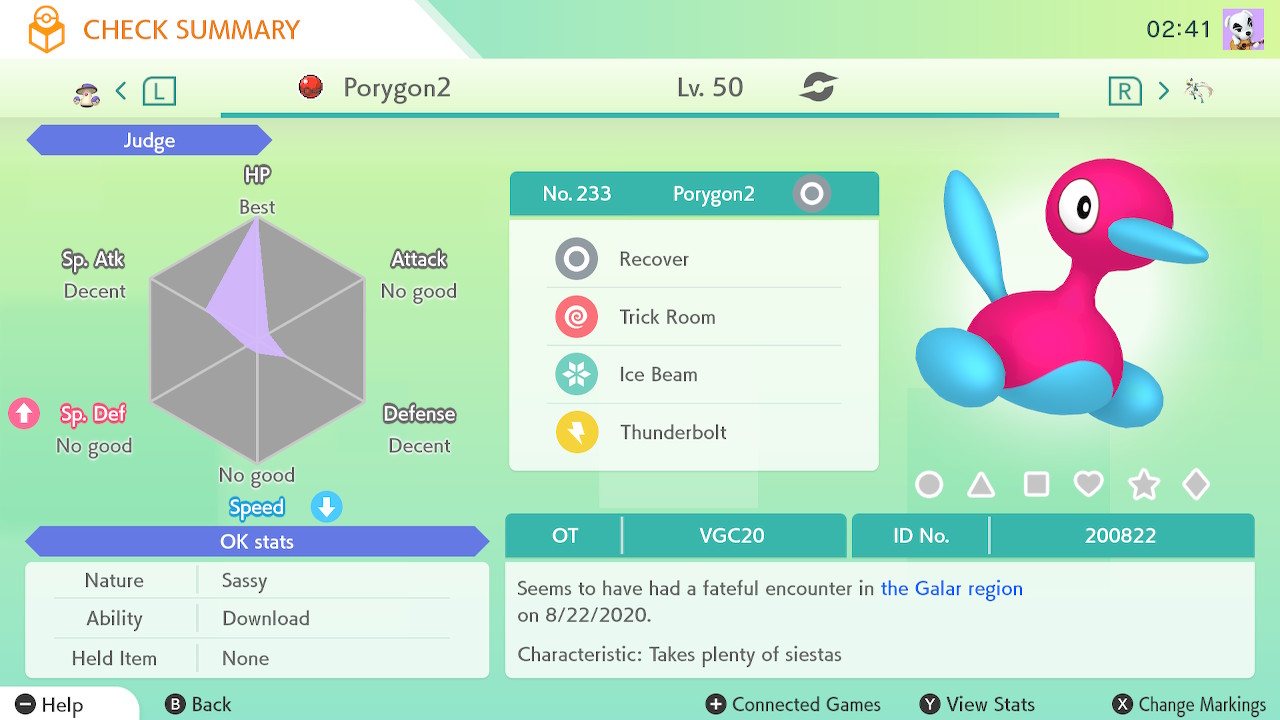 CHECK SUMMARY
02:41
L
Porygon2
Lv. 50
R
Judge
HP
Best
Sp. Atk
Decent
Attack
No good
Sp. Def
No good
Defense
Decent
No good
Speed
OK stats
Nature Sassy
Ability Download
Held Item None
No. 233 Porygon2
Recover
Trick Room
Ice Beam
Thunderbolt
OT VGC20 ID No. 200822
Seems to have had a fateful encounter in the Galar region
on 8/22/2020.
Characteristic: Takes plenty of siestas
Help B Back + Connected Games Y View Stats X Change Markings